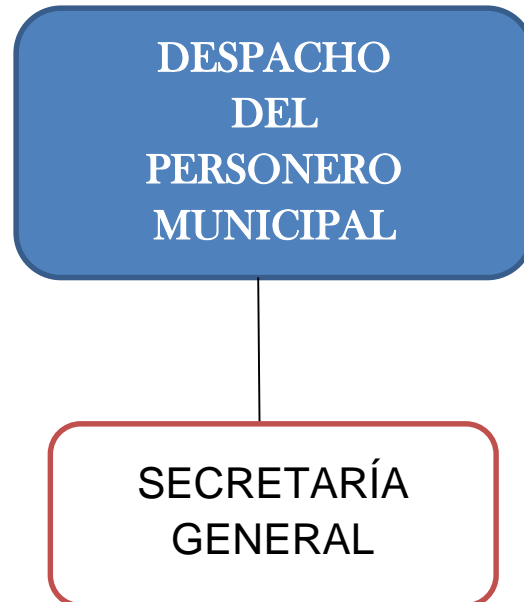 DESPACHO
DEL
PERSONERO
MUNICIPAL
SECRETARÍA
GENERAL